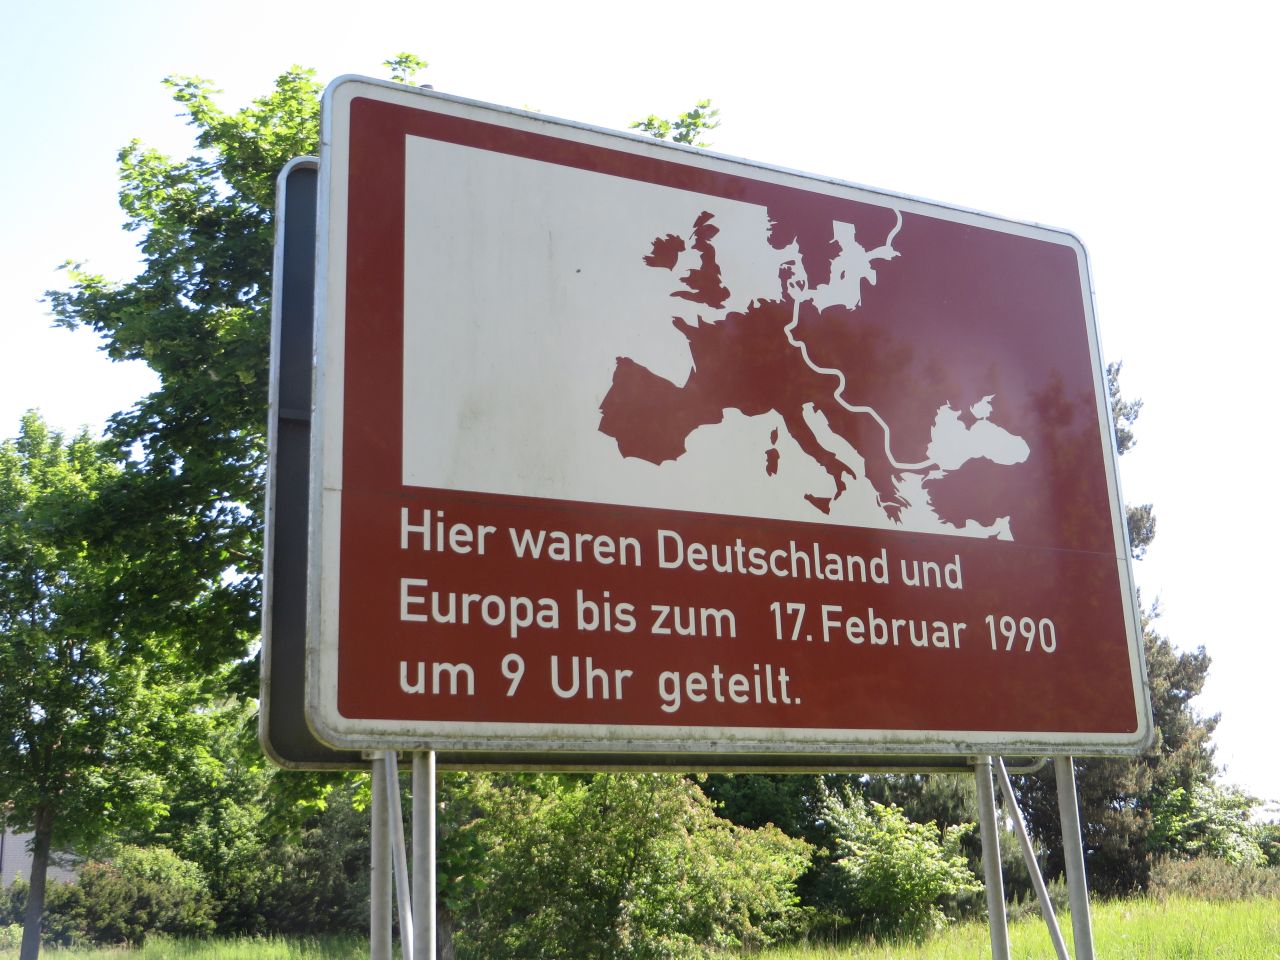 Hier waren Deutschland und
Europa bis zum 17. Februar 1990
um 9 Uhr geteilt.